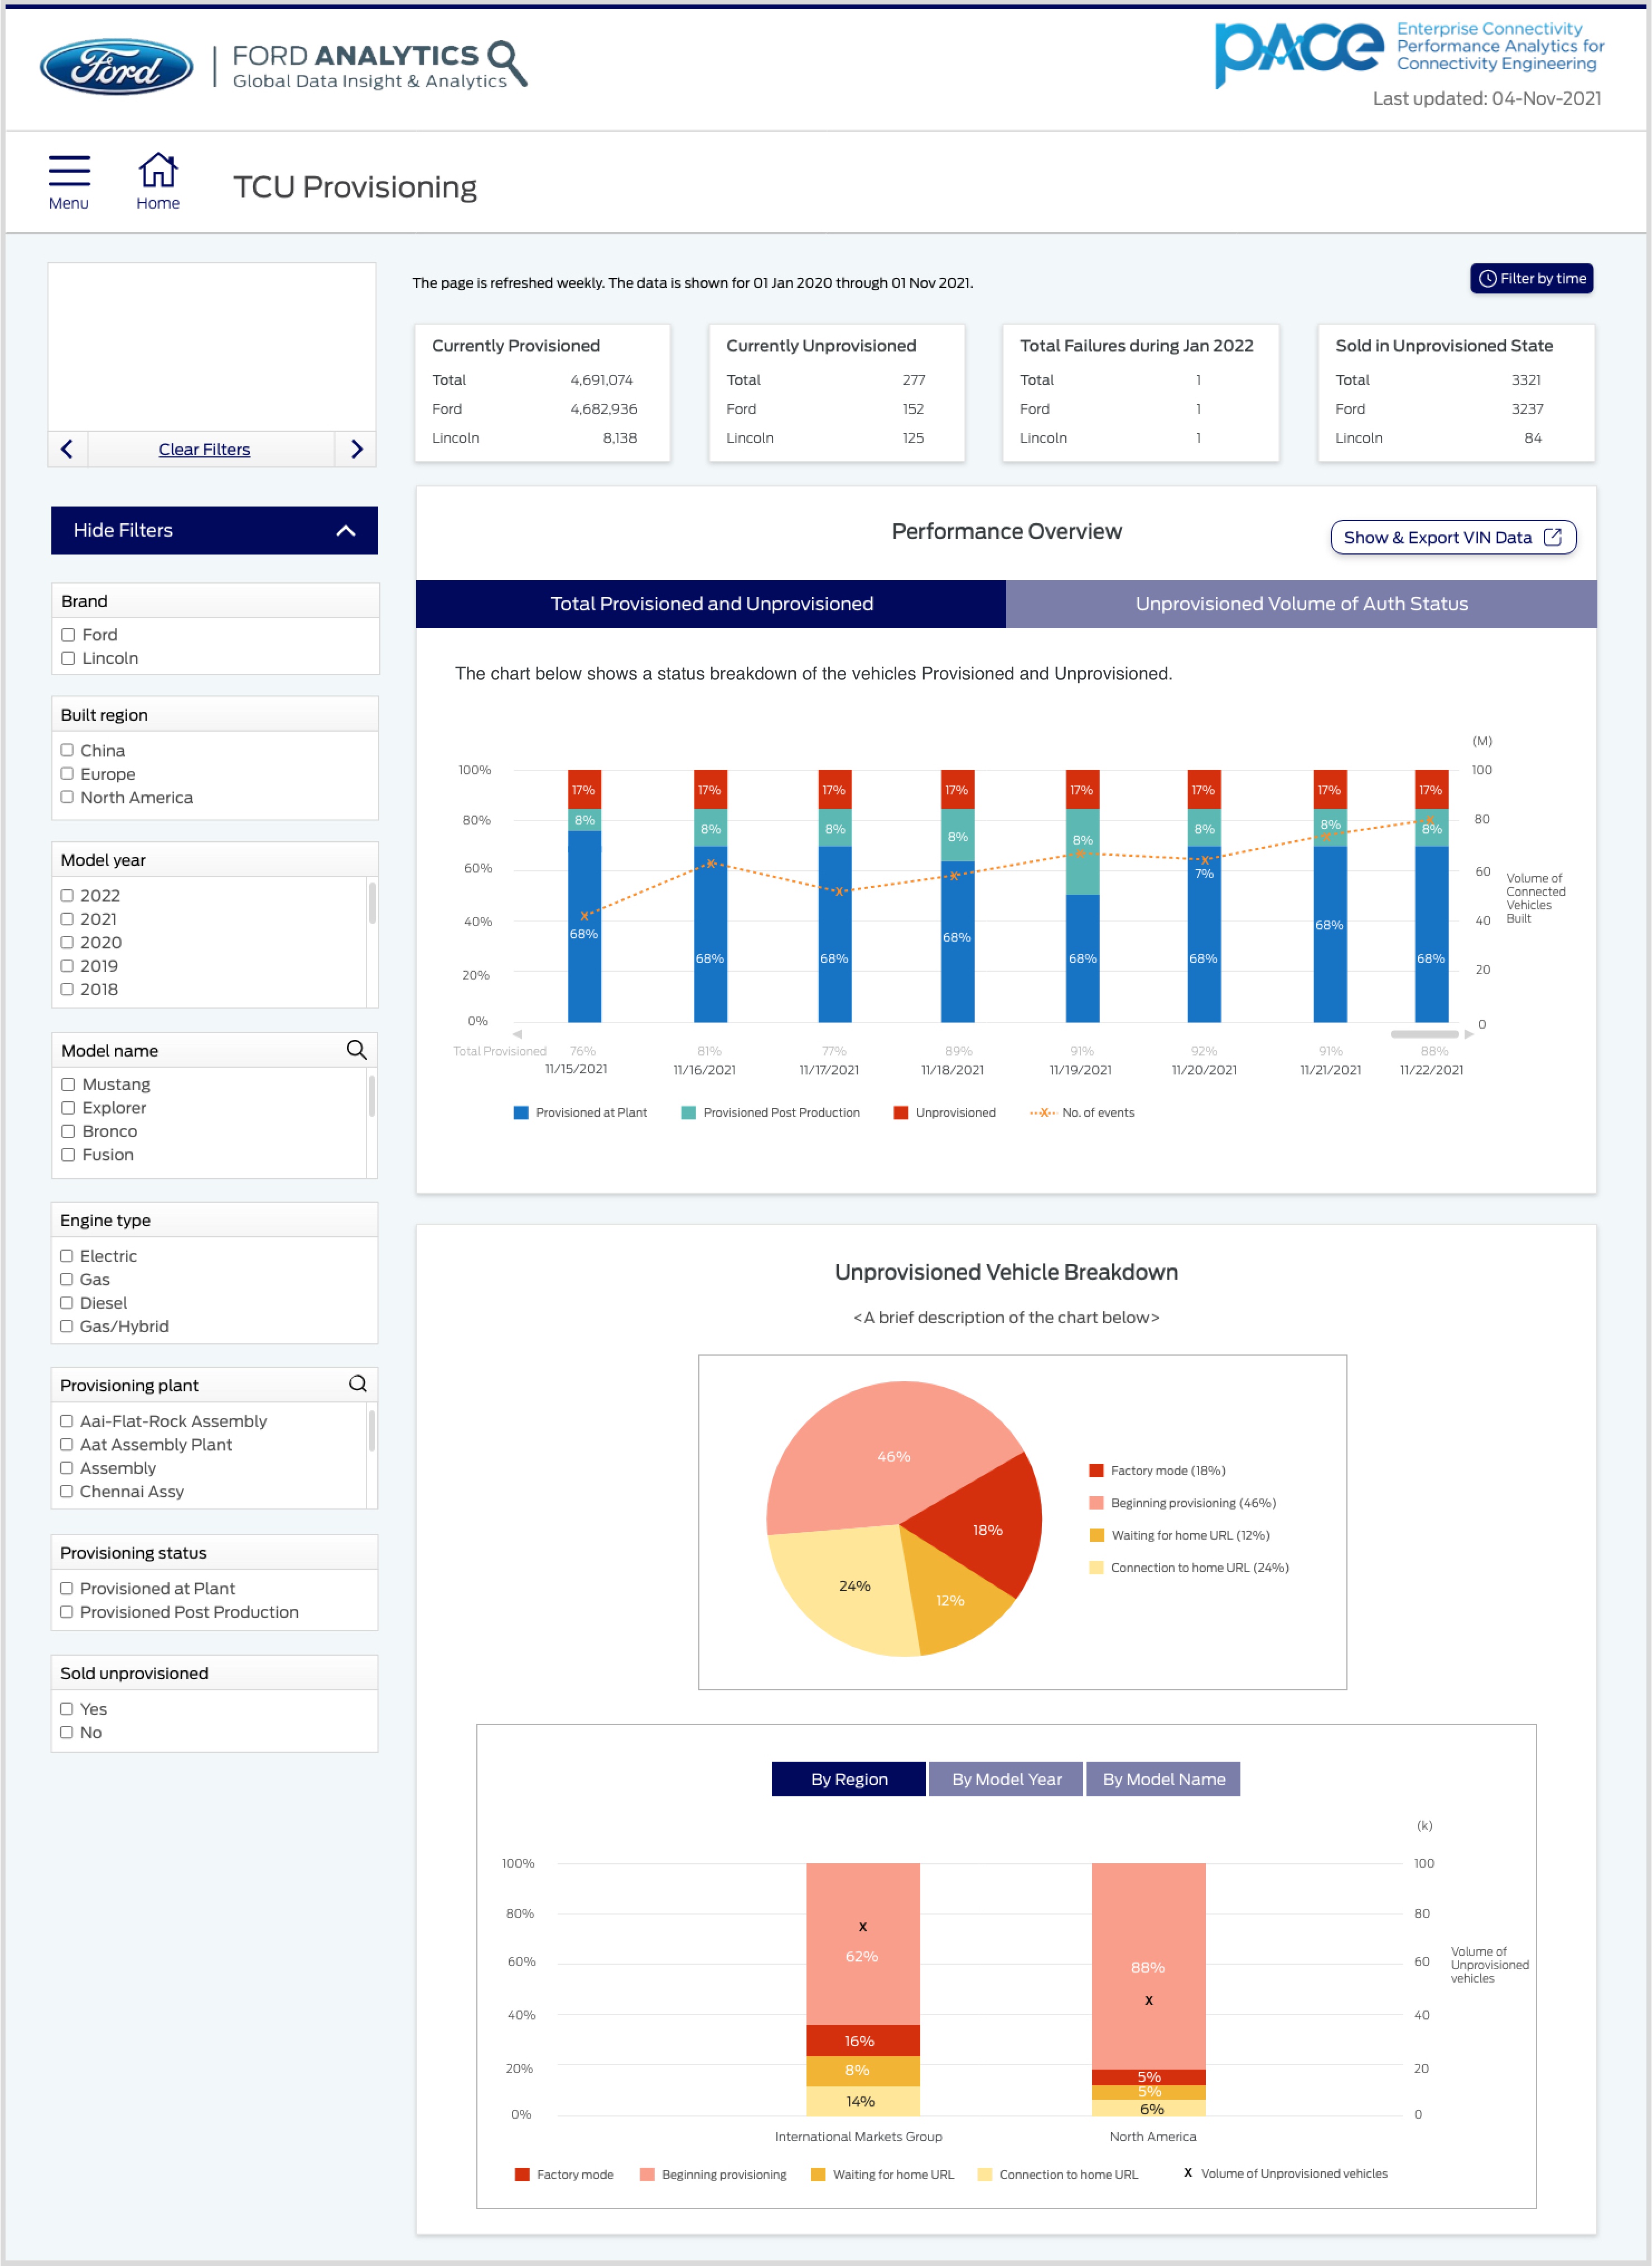 Ford
FORD ANALYTICS
Global Data Insight & Analytics
pACe
Enterprise Connectivity
Performance Analytics for
Connectivity Engineering
Last updated: 04-Nov-2021
Menu
Home
TCU Provisioning
Clear Filters
Hide Filters
Brand
Ford
Lincoln
Built region
China
Europe
North America
Model year
2022
2021
2020
2019
2018
Model name
Mustang
Explorer
Bronco
Fusion
Engine type
Electric
Gas
Diesel
Gas/Hybrid
Provisioning plant
Aai-Flat-Rock Assembly
Aat Assembly Plant
Assembly
Chennai Assy
Provisioning status
Provisioned at Plant
Provisioned Post Production
Sold unprovisioned
Yes
No
The page is refreshed weekly. The data is shown for 01 Jan 2020 through 01 Nov 2021.
Filter by time
Currently Provisioned
Total 4,691,074
Ford 4,682,936
Lincoln 8,138
Currently Unprovisioned
Total 277
Ford 152
Lincoln 125
Total Failures during Jan 2022
Total 1
Ford 1
Lincoln 1
Sold in Unprovisioned State
Total 3321
Ford 3237
Lincoln 84
Performance Overview
Show & Export VIN Data
Total Provisioned and Unprovisioned
Unprovisioned Volume of Auth Status
The chart below shows a status breakdown of the vehicles Provisioned and Unprovisioned.
(M)
100%
80%
60%
40%
20%
0%
17% 17% 17% 17% 17% 17% 17% 17%
8% 8% 8% 8% 8% 8% 8% 8%
7%
68% 68% 68% 68% 68% 68% 68% 68%
100
80
60
40
20
0
Volume of
Connected
Vehicles
Built
Total Provisioned 76% 81% 77% 89% 91% 92% 91% 88%
11/15/2021 11/16/2021 11/17/2021 11/18/2021 11/19/2021 11/20/2021 11/21/2021 11/22/2021
Provisioned at Plant Provisioned Post Production Unprovisioned X No. of events
Unprovisioned Vehicle Breakdown
<A brief description of the chart below>
46%
18%
24%
12%
Factory mode (18%)
Beginning provisioning (46%)
Waiting for home URL (12%)
Connection to home URL (24%)
By Region
By Model Year
By Model Name
(k)
100%
80%
60%
40%
20%
0%
X
62%
16%
8%
14%
88%
X
5%
5%
6%
100
80
60
40
20
0
Volume of
Unprovisioned
vehicles
International Markets Group
North America
Factory mode Beginning provisioning Waiting for home URL Connection to home URL X Volume of Unprovisioned vehicles